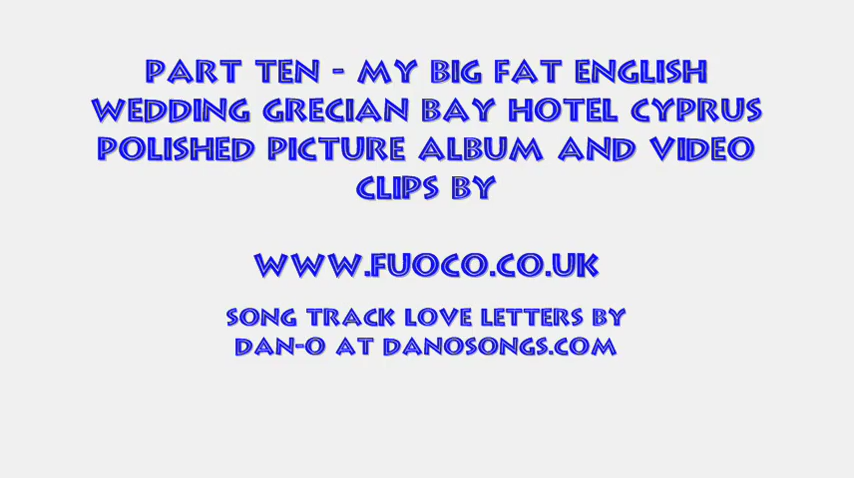 PART TEN - MY BIG FAT ENGLISH
WEDDING GRECIAN BAY HOTEL CYPRUS
POLISHED PICTURE ALBUM AND VIDEO
CLIPS BY
WWW.FUOCO.CO.UK
SONG TRACK LOVE LETTERS BY
DAN-O AT DANOSONGS.COM